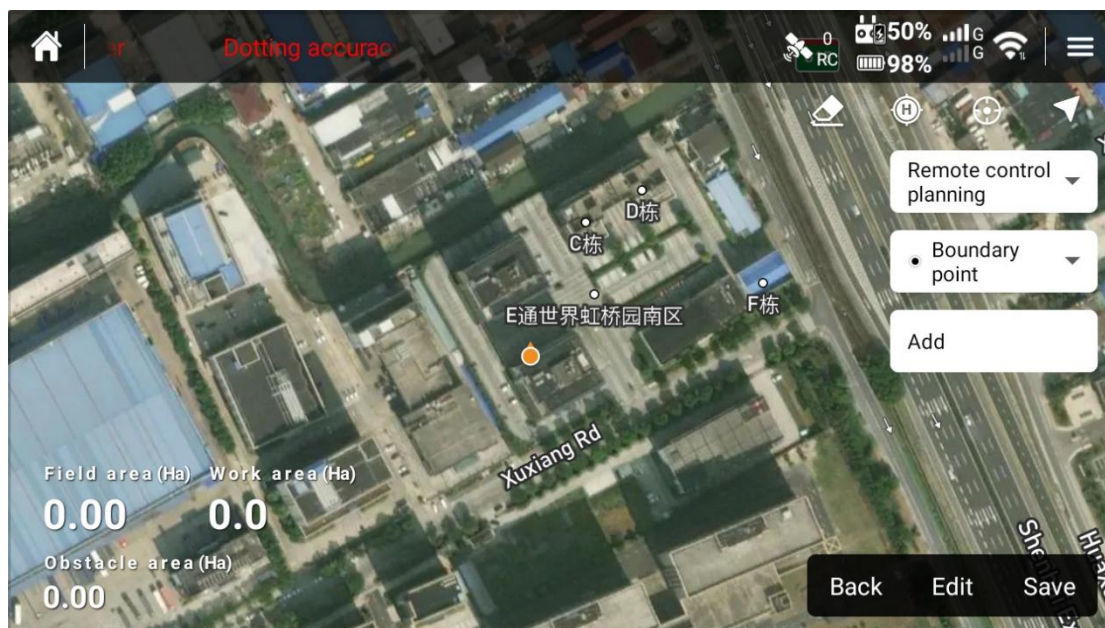 Dotting accurac
0
RC
50%
98%
G
G
H
Remote control
planning
Boundary
point
Add
D栋
C栋
E通世界虹桥园南区
F栋
Xuxiang Rd
Field area (Ha) Work area (Ha)
0.00 0.0
Obstacle area (Ha)
0.00
Back Edit Save